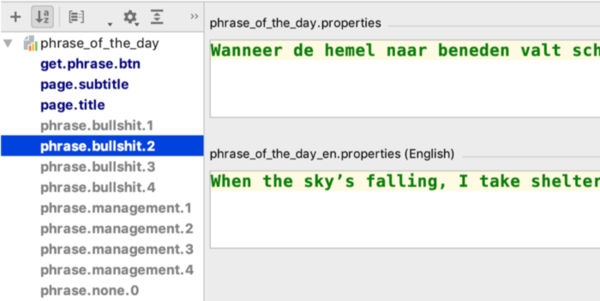 phrase_of_the_day
get.phrase.btn
page.subtitle
page.title
phrase.bullshit.1
phrase.bullshit.2
phrase.bullshit.3
phrase.bullshit.4
phrase.management.1
phrase.management.2
phrase.management.3
phrase.management.4
phrase.none.0
phrase_of_the_day.properties
Wanneer de hemel naar beneden valt sch
phrase_of_the_day_en.properties (English)
When the sky’s falling, I take shelter